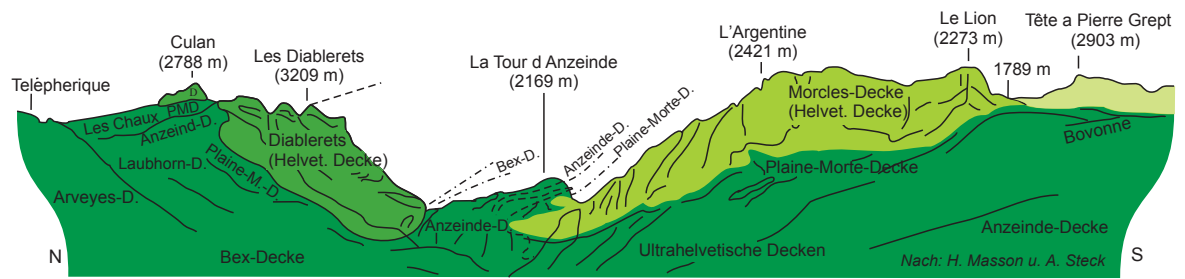 Telèpherique
Culan
(2788 m)
Les Diablerets
(3209 m)
La Tour d Anzeinde
(2169 m)
L'Argentine
(2421 m)
Le Lion
(2273 m)
1789 m
Tête a Pierre Grept
(2903 m)
D
Les Chaux PMD
Anzeind-D.
Laubhorn-D.
Plaine-M.-D.
Arveyes-D.
Diablerets
(Helvet. Decke)
Bex-D.
Anzeinde-D.
Plaine-Morte-D.
Morcles-Decke
(Helvet. Decke)
Bovonne
Plaine-Morte-Decke
Anzeinde-D.
Anzeinde-Decke
Ultrahelvetische Decken
N
Bex-Decke
Nach: H. Masson u. A. Steck
S